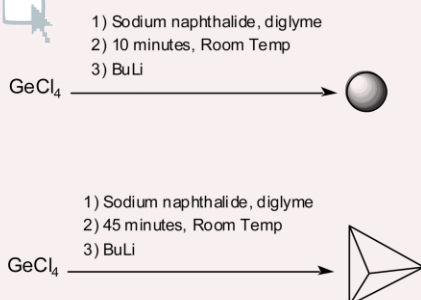 1) Sodium naphthalide, diglyme
2) 10 minutes, Room Temp
3) BuLi
GeCl₄
1) Sodium naphthalide, diglyme
2) 45 minutes, Room Temp
3) BuLi
GeCl₄